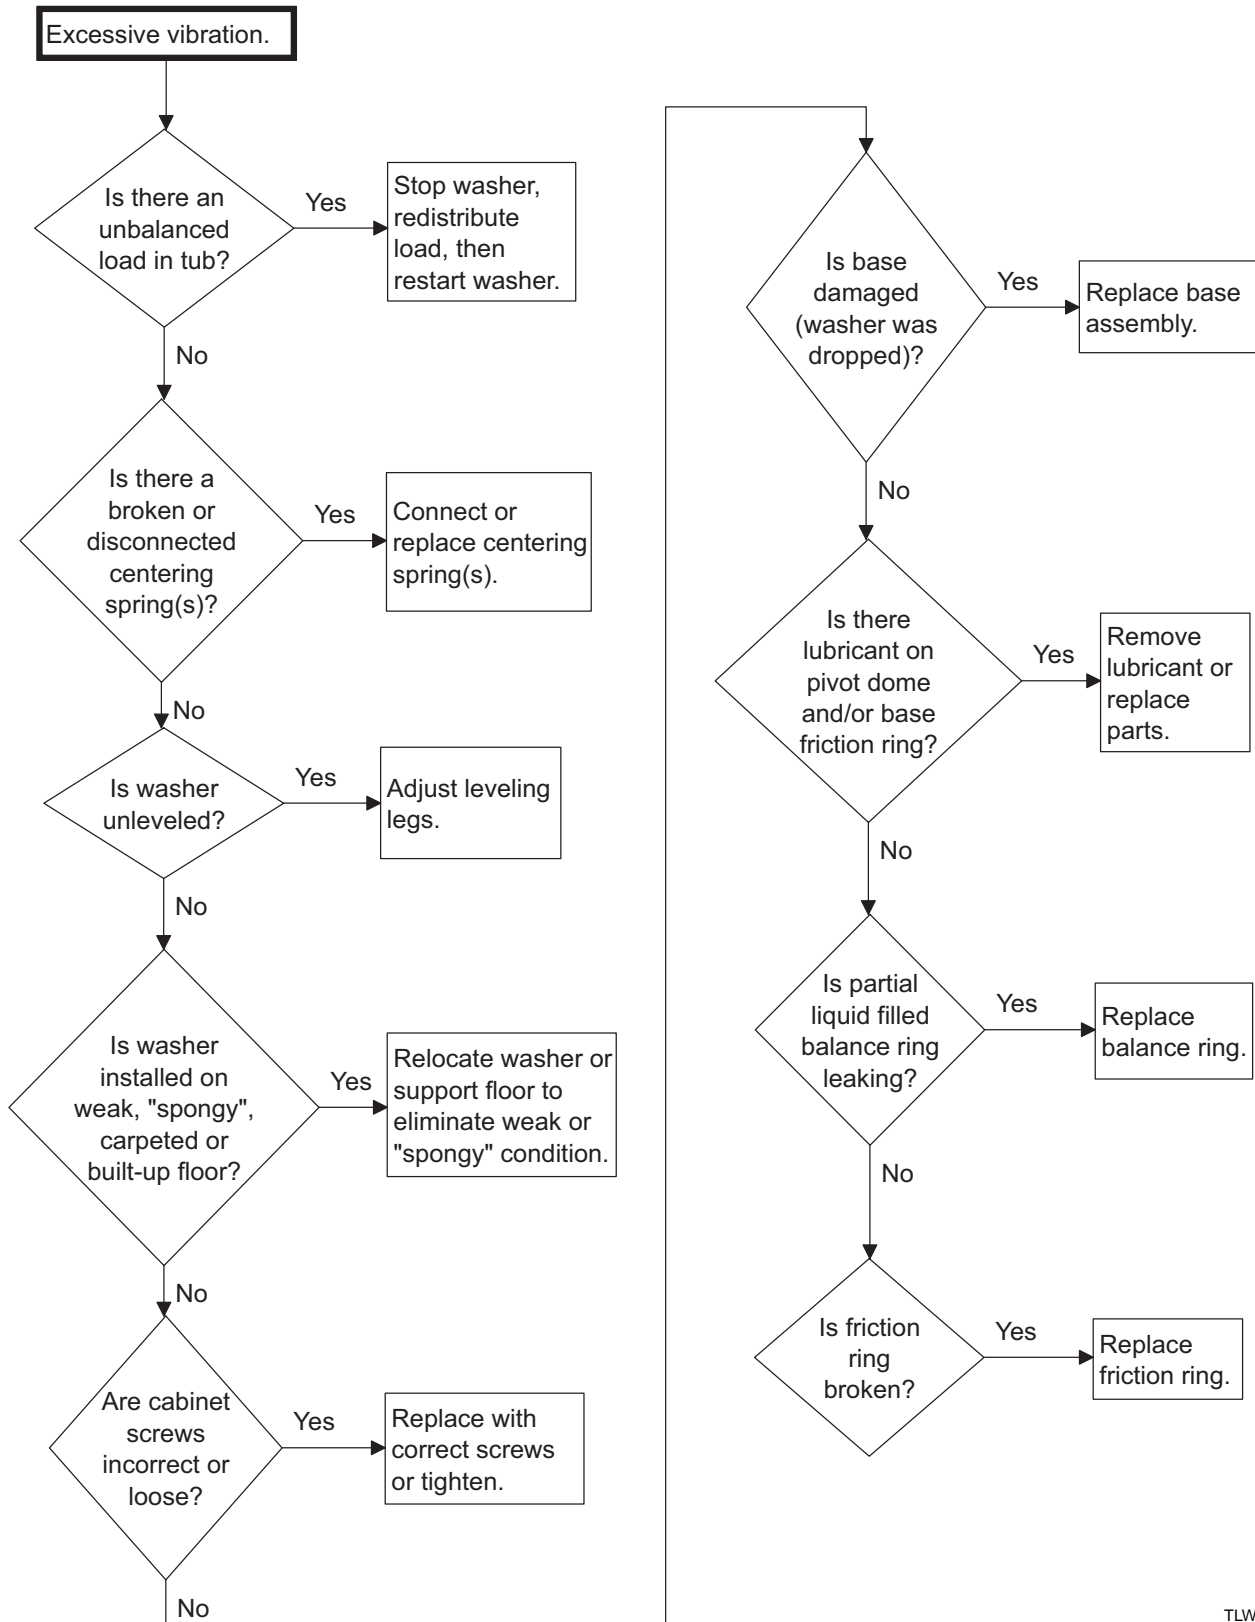 Excessive vibration.
Is there an
unbalanced
load in tub?
Yes
Stop washer,
redistribute
load, then
restart washer.
No
Is there a
broken or
disconnected
centering
spring(s)?
Yes
Connect or
replace centering
spring(s).
No
Is washer
unleveled?
Yes
Adjust leveling
legs.
No
Is washer
installed on
weak, "spongy",
carpeted or
built-up floor?
Yes
Relocate washer or
support floor to
eliminate weak or
"spongy" condition.
No
Are cabinet
screws
incorrect or
loose?
Yes
Replace with
correct screws
or tighten.
No
Is base
damaged
(washer was
dropped)?
Yes
Replace base
assembly.
No
Is there
lubricant on
pivot dome
and/or base
friction ring?
Yes
Remove
lubricant or
replace
parts.
No
Is partial
liquid filled
balance ring
leaking?
Yes
Replace
balance ring.
No
Is friction
ring
broken?
Yes
Replace
friction ring.
TLW